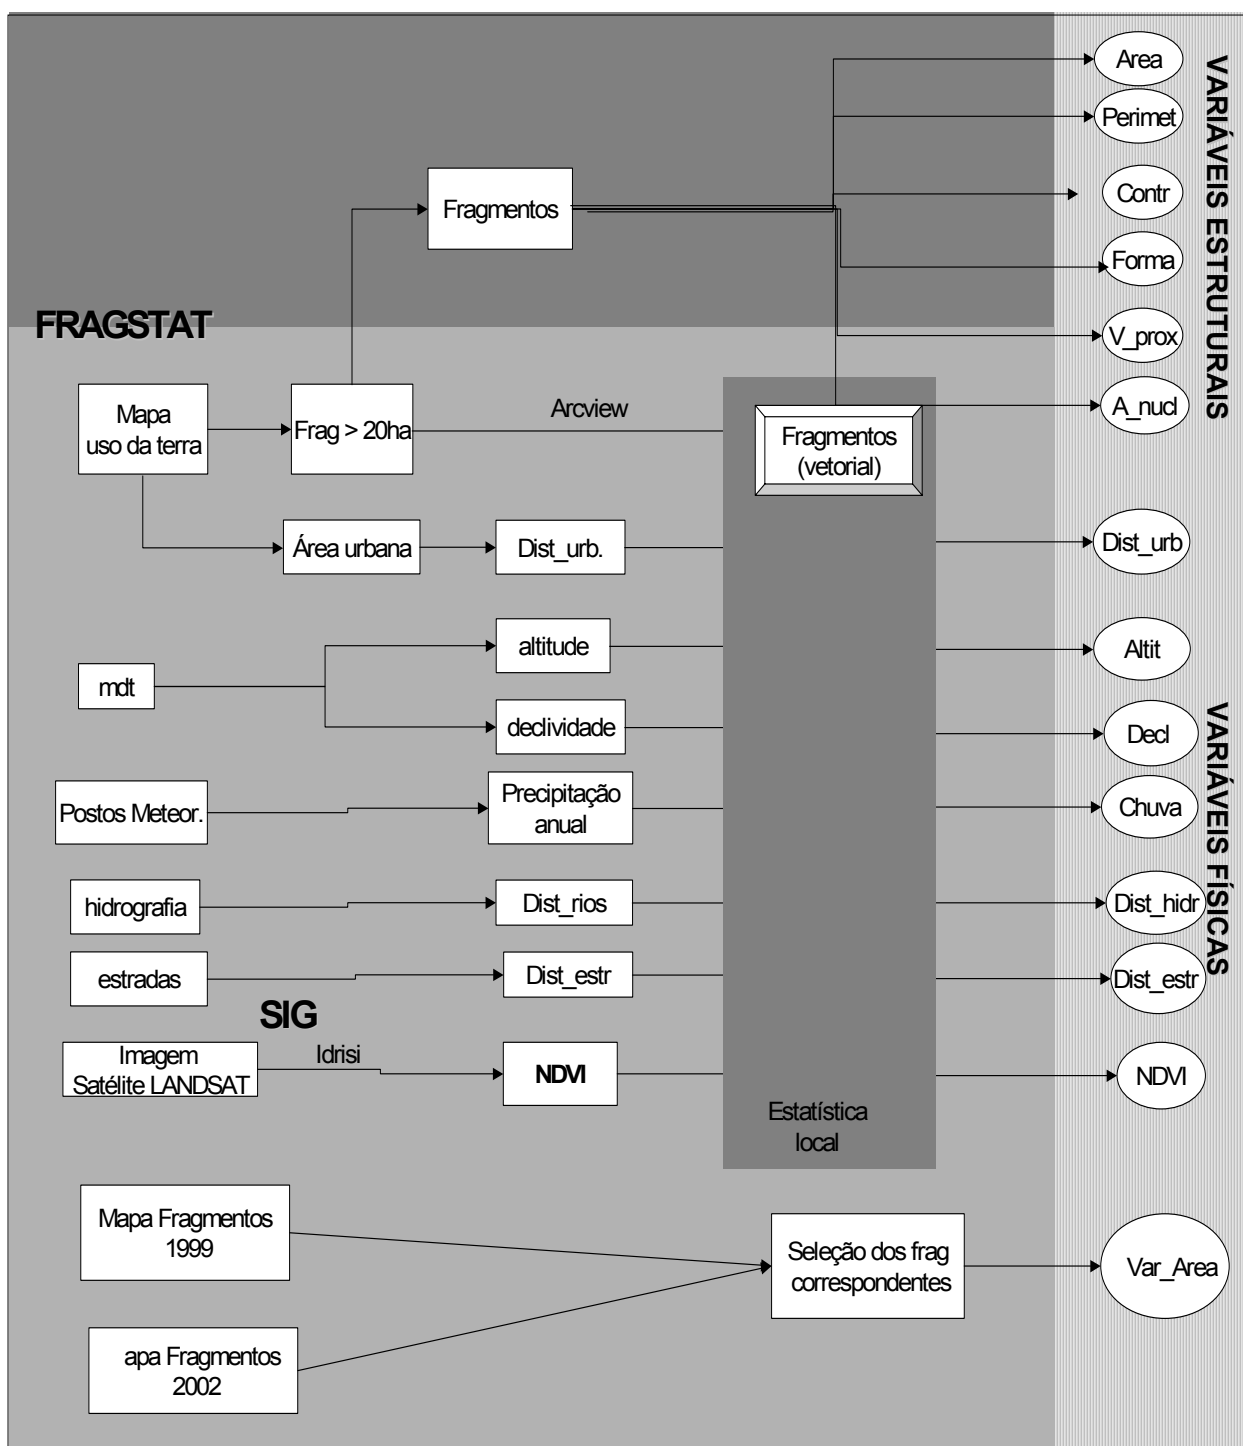 Area
Perimet
Contr
Fragmentos
Forma
VARIÁVEIS ESTRUTURAIS
FRAGSTAT
V_prox
Mapa
uso da terra
Frag > 20ha
Arcview
Fragmentos
(vetorial)
A_nucl
Área urbana
Dist_urb.
Dist_urb
mdt
altitude
Altit
declividade
Decl
VARIÁVEIS FÍSICAS
Postos Meteor.
Precipitação
anual
Chuva
hidrografia
Dist_rios
Dist_hidr
estradas
Dist_estr
Dist_estr
SIG
Imagem
Satélite LANDSAT
Idrisi
NDVI
NDVI
Estatística
local
Mapa Fragmentos
1999
Seleção dos frag
correspondentes
Var_Area
apa Fragmentos
2002